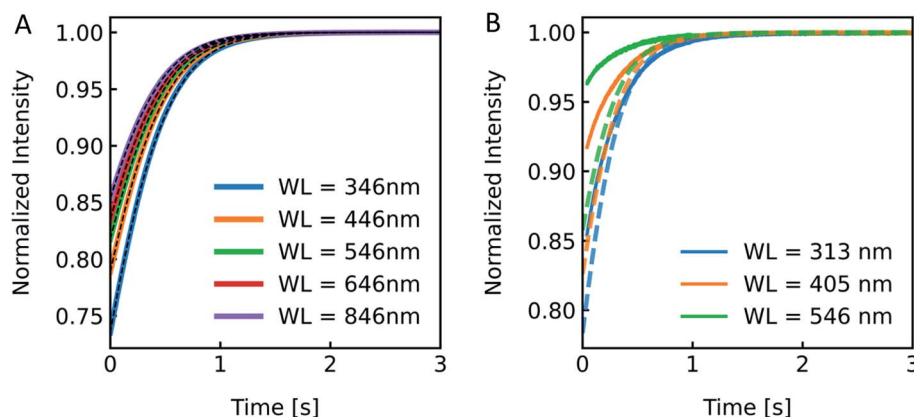 A
Normalized Intensity
1.00
0.95
0.90
0.85
0.80
0.75
WL = 346nm
WL = 446nm
WL = 546nm
WL = 646nm
WL = 846nm
0
1
2
3
Time [s]
B
Normalized Intensity
1.00
0.95
0.90
0.85
0.80
WL = 313 nm
WL = 405 nm
WL = 546 nm
0
1
2
3
Time [s]